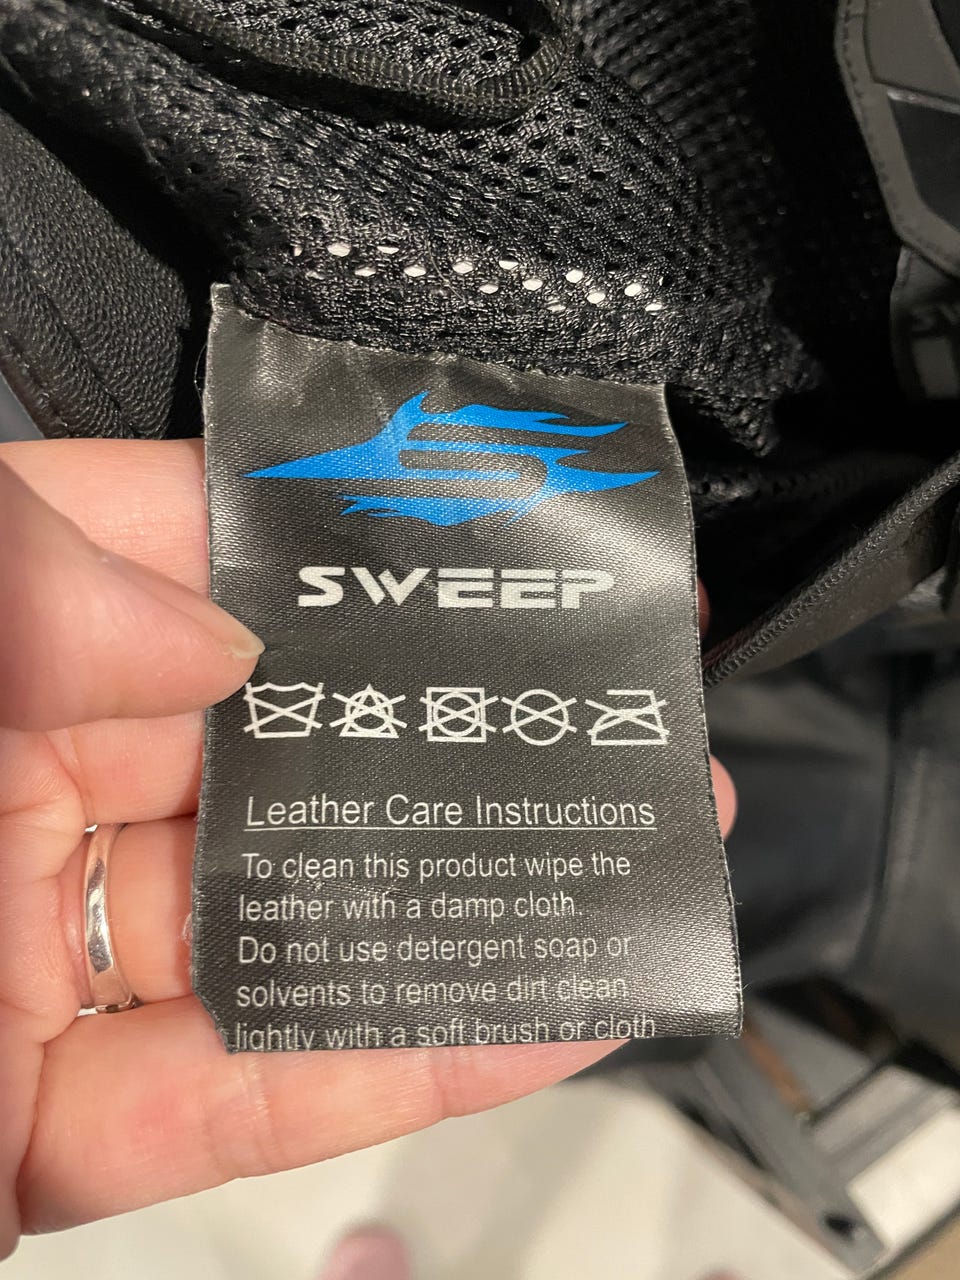 SWEEP
Leather Care Instructions
To clean this product wipe the
leather with a damp cloth.
Do not use detergent soap or
solvents to remove dirt clean
lightly with a soft brush or cloth